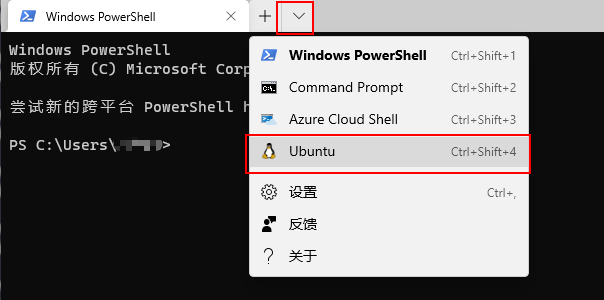 Windows PowerShell
Windows PowerShell
版权所有 (C) Microsoft Corp
尝试新的跨平台 PowerShell
PS C:\Users\
>
Windows PowerShell Ctrl+Shift+1
Command Prompt Ctrl+Shift+2
Azure Cloud Shell Ctrl+Shift+3
Ubuntu Ctrl+Shift+4
设置 Ctrl+,
反馈
关于